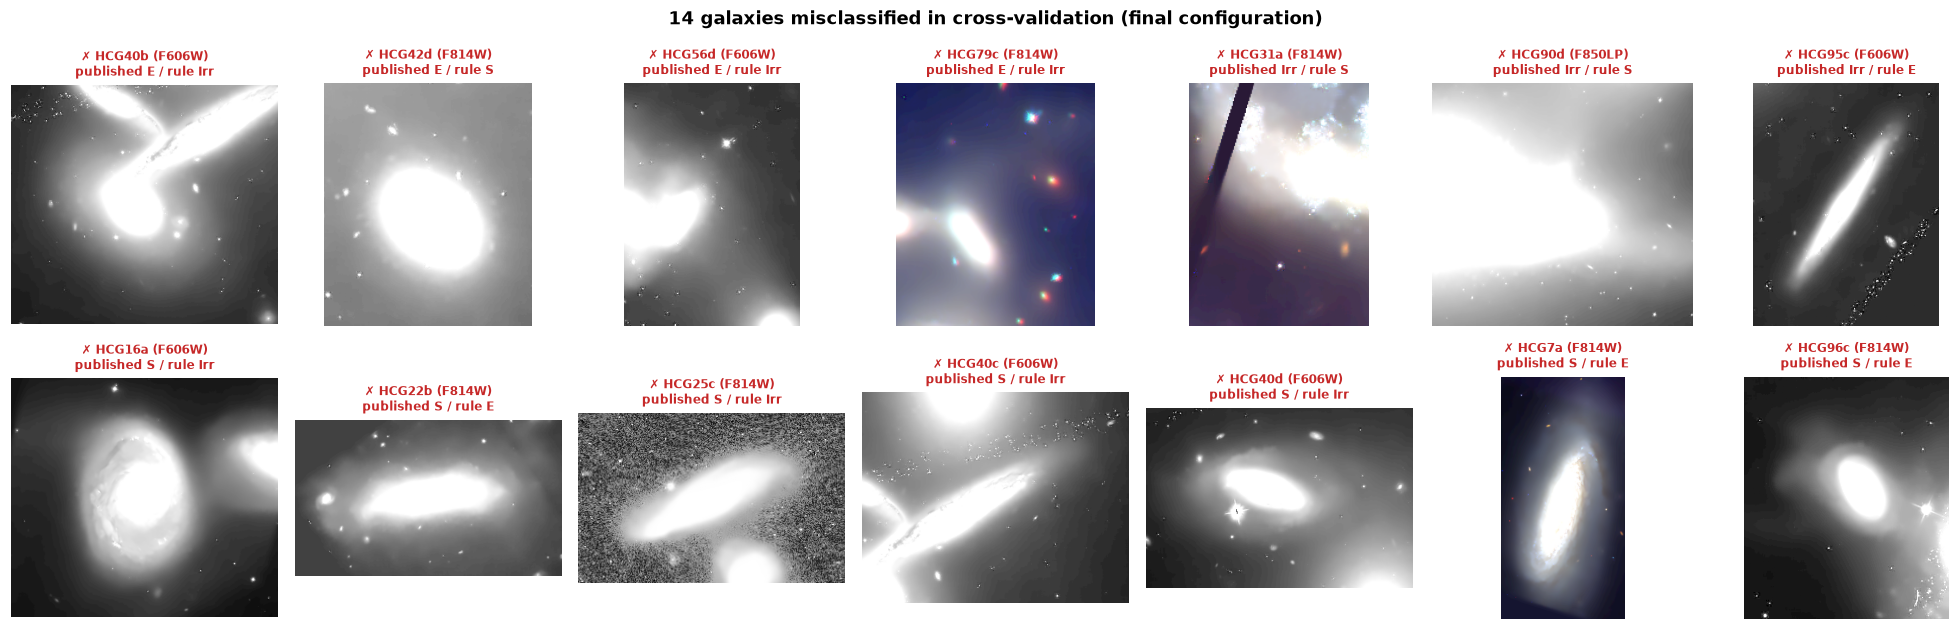 14 galaxies misclassified in cross-validation (final configuration)
✗ HCG40b (F606W)
published E / rule Irr
✗ HCG42d (F814W)
published E / rule S
✗ HCG56d (F606W)
published E / rule Irr
✗ HCG79c (F814W)
published E / rule Irr
✗ HCG31a (F814W)
published Irr / rule S
✗ HCG90d (F850LP)
published Irr / rule S
✗ HCG95c (F606W)
published Irr / rule E
✗ HCG16a (F606W)
published S / rule Irr
✗ HCG22b (F814W)
published S / rule E
✗ HCG25c (F814W)
published S / rule Irr
✗ HCG40c (F606W)
published S / rule Irr
✗ HCG40d (F606W)
published S / rule Irr
✗ HCG7a (F814W)
published S / rule E
✗ HCG96c (F814W)
published S / rule E